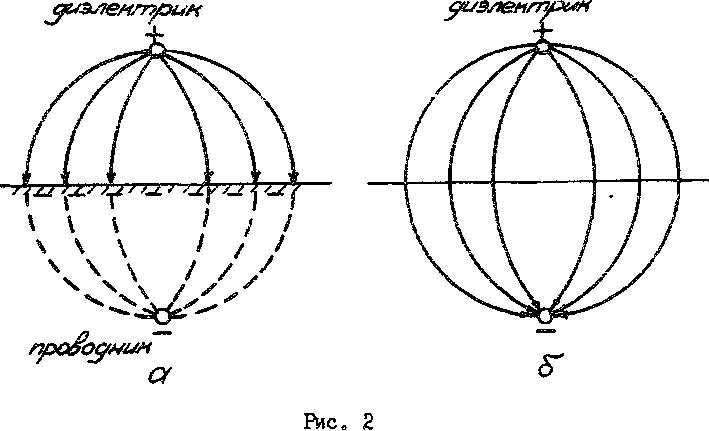 диэлектрик
+
диэлектрик
+
−
проводник
−
а
б
Рис. 2